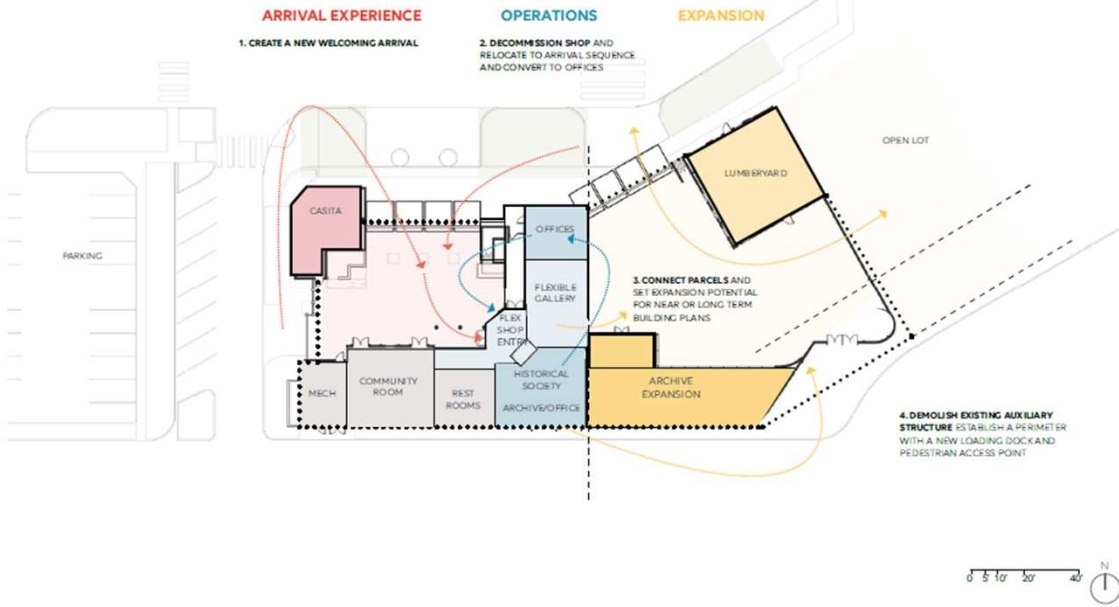 ARRIVAL EXPERIENCE
OPERATIONS
EXPANSION
1. CREATE A NEW WELCOMING ARRIVAL
2. DECOMMISSION SHOP AND
RELOCATE TO ARRIVAL SEQUENCE
AND CONVERT TO OFFICES
OPEN LOT
LUMBERYARD
CASITA
OFFICES
PARKING
3. CONNECT PARCELS AND
SET EXPANSION POTENTIAL
FOR NEAR OR LONG TERM
BUILDING PLANS
FLEXIBLE
GALLERY
FLEX
SHOP
ENTRY
MECH
COMMUNITY
ROOM
REST
ROOMS
HISTORICAL
SOCIETY
ARCHIVE/OFFICE
ARCHIVE
EXPANSION
4. DEMOLISH EXISTING AUXILIARY
STRUCTURE ESTABLISH A PERIMETER
WITH A NEW LOADING DOCK AND
PEDESTRIAN ACCESS POINT
0 5' 10' 20' 40'
N